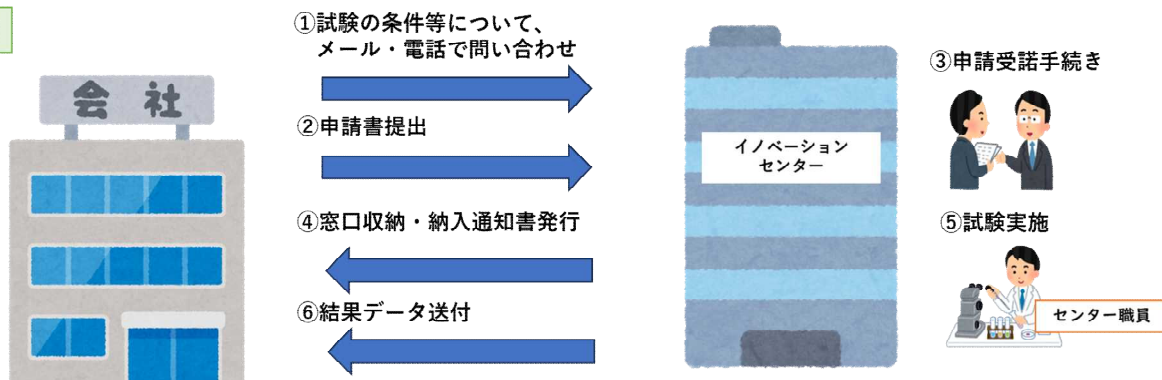 ①試験の条件等について、
メール・電話で問い合わせ
会社
②申請書提出
③申請受諾手続き
イノベーション
センター
④窓口収納・納入通知書発行
⑤試験実施
⑥結果データ送付
センター職員